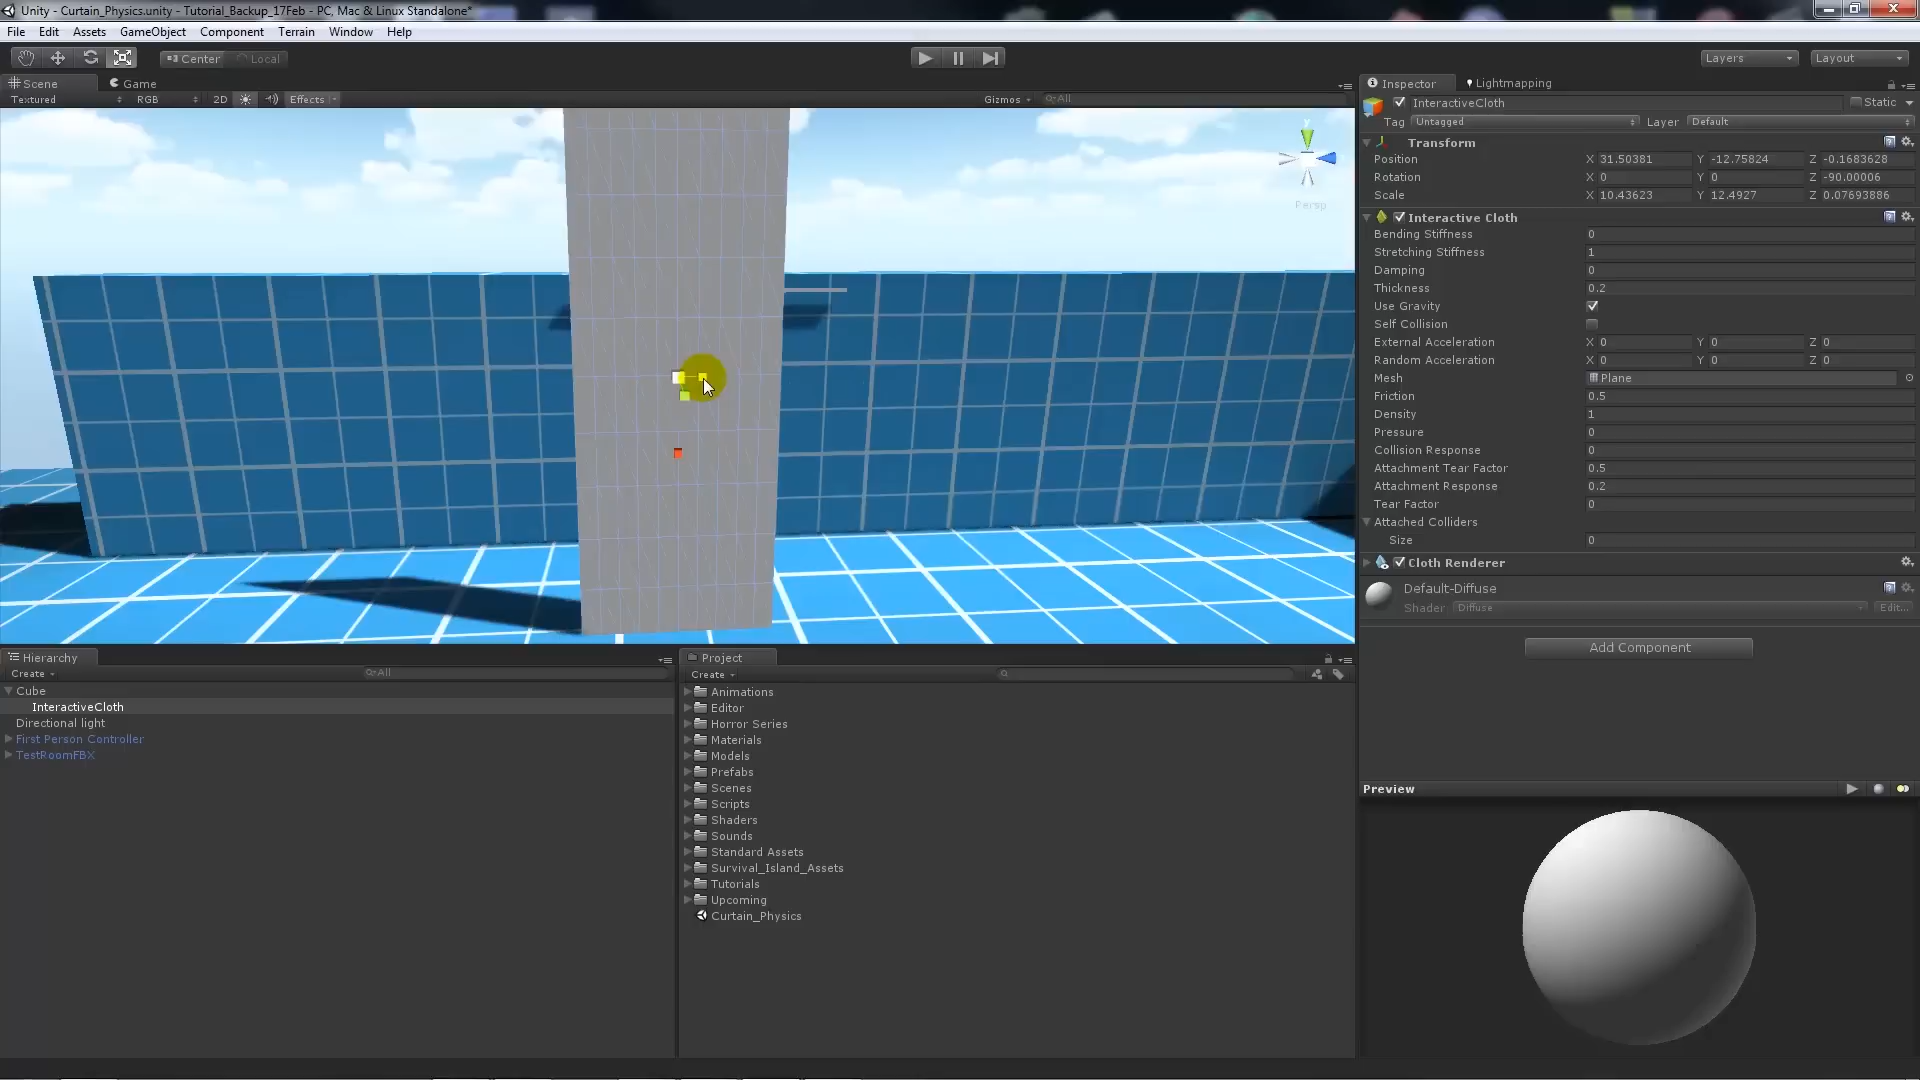 Unity - Curtain_Physics.unity - Tutorial_Backup_17Feb - PC, Mac & Linux Standalone*
File Edit Assets GameObject Component Terrain Window Help
Center Local Layers Layout
Scene Game
Textured RGB 2D Effects Gizmos All
y
Persp
Inspector Lightmapping
InteractiveCloth Static
Tag Untagged Layer Default
Transform
Position X 31.50381 Y -12.75824 Z -0.1683628
Rotation X 0 Y 0 Z -90.00006
Scale X 10.43623 Y 12.4927 Z 0.07693886
Interactive Cloth
Bending Stiffness 0
Stretching Stiffness 1
Damping 0
Thickness 0.2
Use Gravity
Self Collision
External Acceleration X 0 Y 0 Z 0
Random Acceleration X 0 Y 0 Z 0
Mesh Plane
Friction 0.5
Density 1
Pressure 0
Collision Response 0
Attachment Tear Factor 0.5
Attachment Response 0.2
Tear Factor 0
Attached Colliders
Size 0
Cloth Renderer
Default-Diffuse
Shader Diffuse Edit...
Add Component
Preview
Hierarchy
Create All
Cube
InteractiveCloth
Directional light
First Person Controller
TestRoomFBX
Project
Create
Animations
Editor
Horror Series
Materials
Models
Prefabs
Scenes
Scripts
Shaders
Sounds
Standard Assets
Survival_Island_Assets
Tutorials
Upcoming
Curtain_Physics